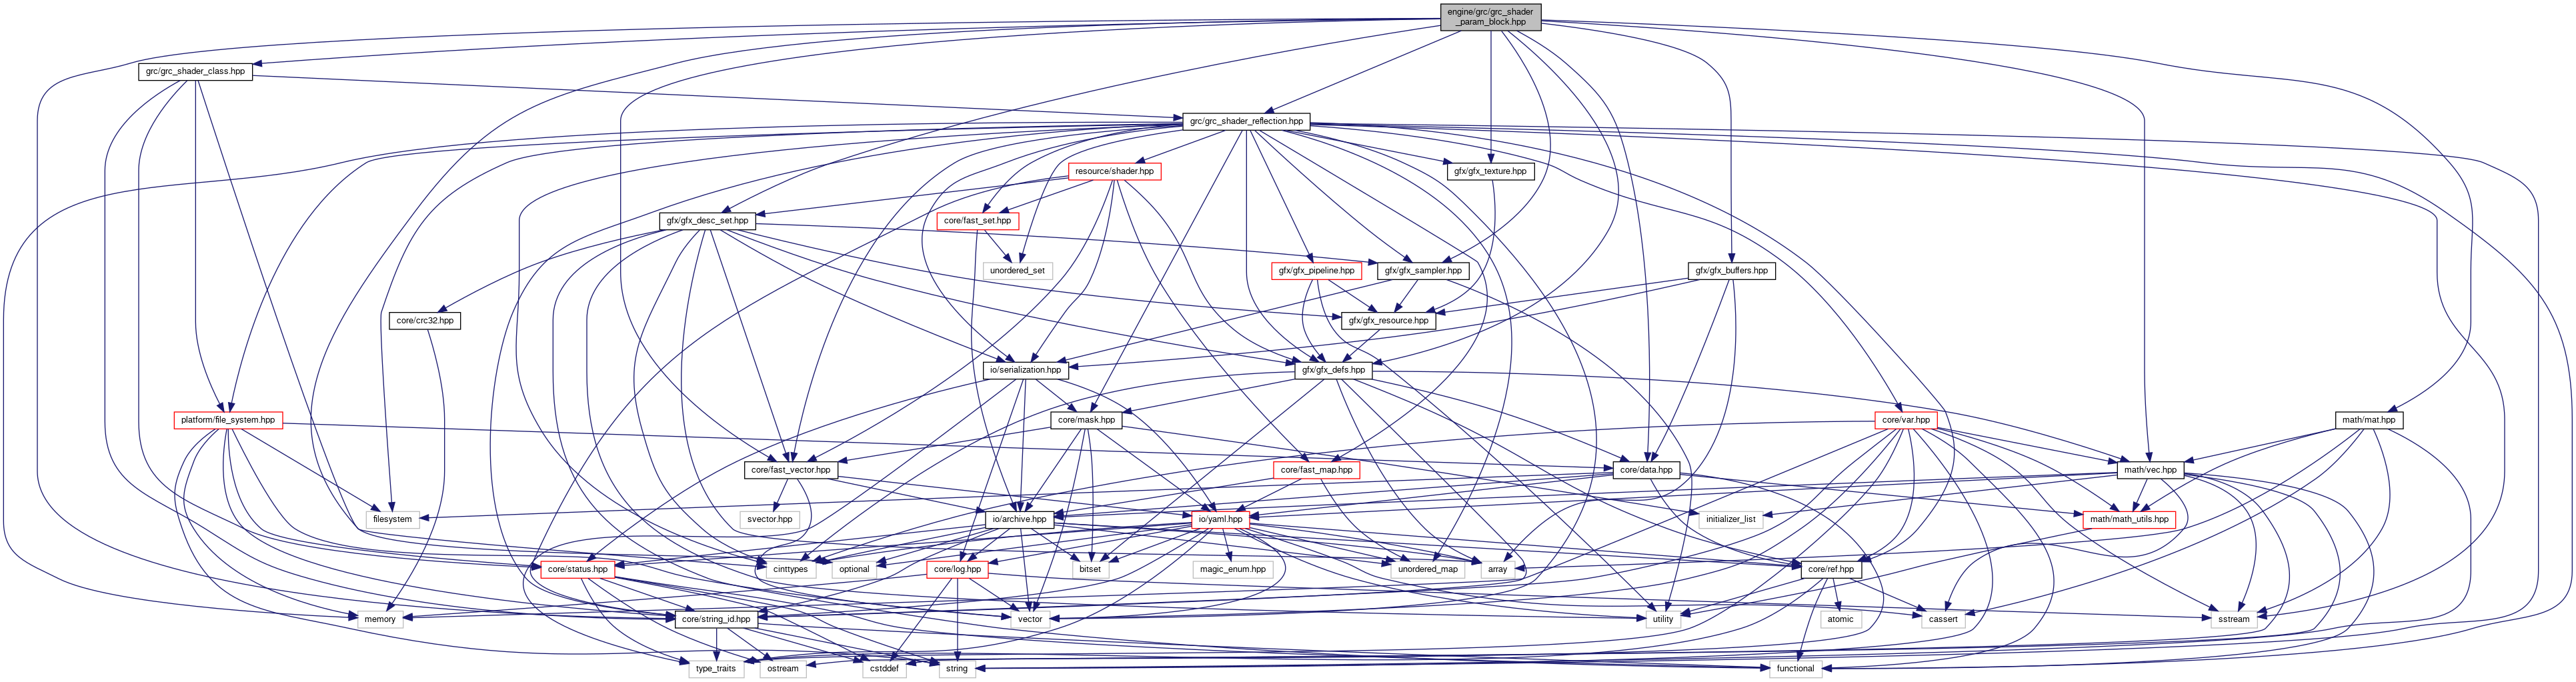 engine/grc/grc_shader
_param_block.hpp
grc/grc_shader_class.hpp
grc/grc_shader_reflection.hpp
resource/shader.hpp
gfx/gfx_texture.hpp
gfx/gfx_desc_set.hpp
core/fast_set.hpp
unordered_set
gfx/gfx_pipeline.hpp
gfx/gfx_sampler.hpp
gfx/gfx_buffers.hpp
core/crc32.hpp
gfx/gfx_resource.hpp
io/serialization.hpp
gfx/gfx_defs.hpp
platform/file_system.hpp
core/mask.hpp
core/var.hpp
math/mat.hpp
core/fast_vector.hpp
core/fast_map.hpp
core/data.hpp
math/vec.hpp
filesystem
svector.hpp
io/archive.hpp
io/yaml.hpp
initializer_list
math/math_utils.hpp
core/status.hpp
cinttypes
optional
core/log.hpp
bitset
magic_enum.hpp
unordered_map
array
core/ref.hpp
memory
core/string_id.hpp
vector
utility
atomic
cassert
sstream
type_traits
ostream
cstddef
string
functional